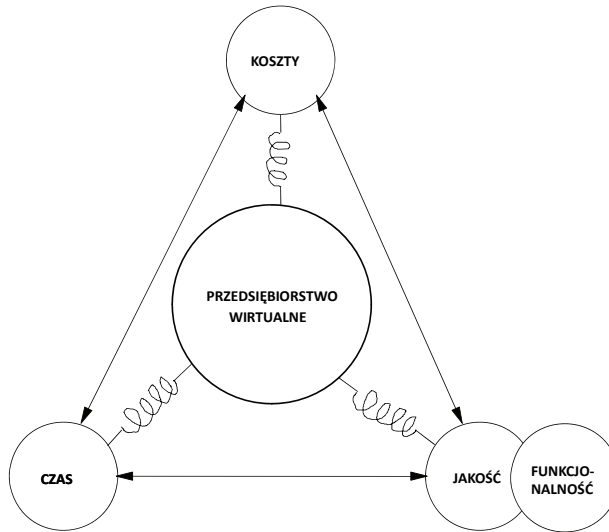 KOSZTY
PRZEDSIĘBIORSTWO
WIRTUALNE
CZAS
JAKOŚĆ
FUNKCJO-
NALNOŚĆ